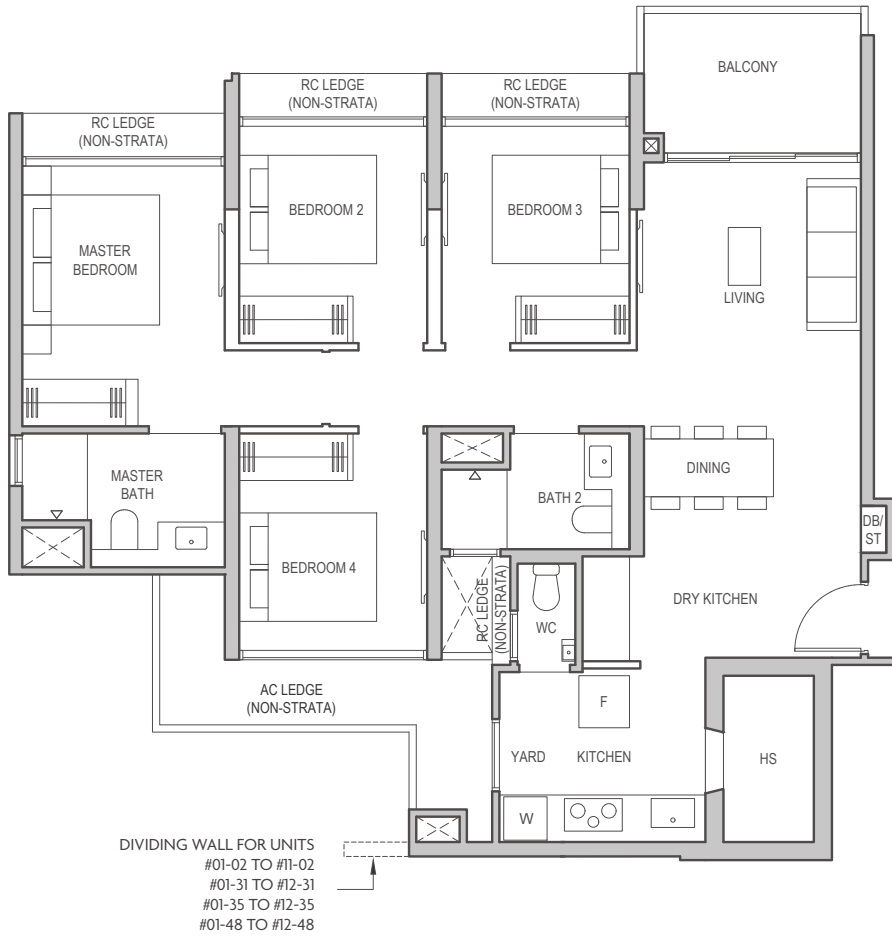 BALCONY
RC LEDGE
(NON-STRATA)
RC LEDGE
(NON-STRATA)
RC LEDGE
(NON-STRATA)
MASTER
BEDROOM
BEDROOM 2
BEDROOM 3
LIVING
MASTER
BATH
BATH 2
DINING
DB/
ST
BEDROOM 4
RC LEDGE
(NON-STRATA)
WC
DRY KITCHEN
AC LEDGE
(NON-STRATA)
F
YARD
KITCHEN
HS
W
DIVIDING WALL FOR UNITS
#01-02 TO #11-02
#01-31 TO #12-31
#01-35 TO #12-35
#01-48 TO #12-48